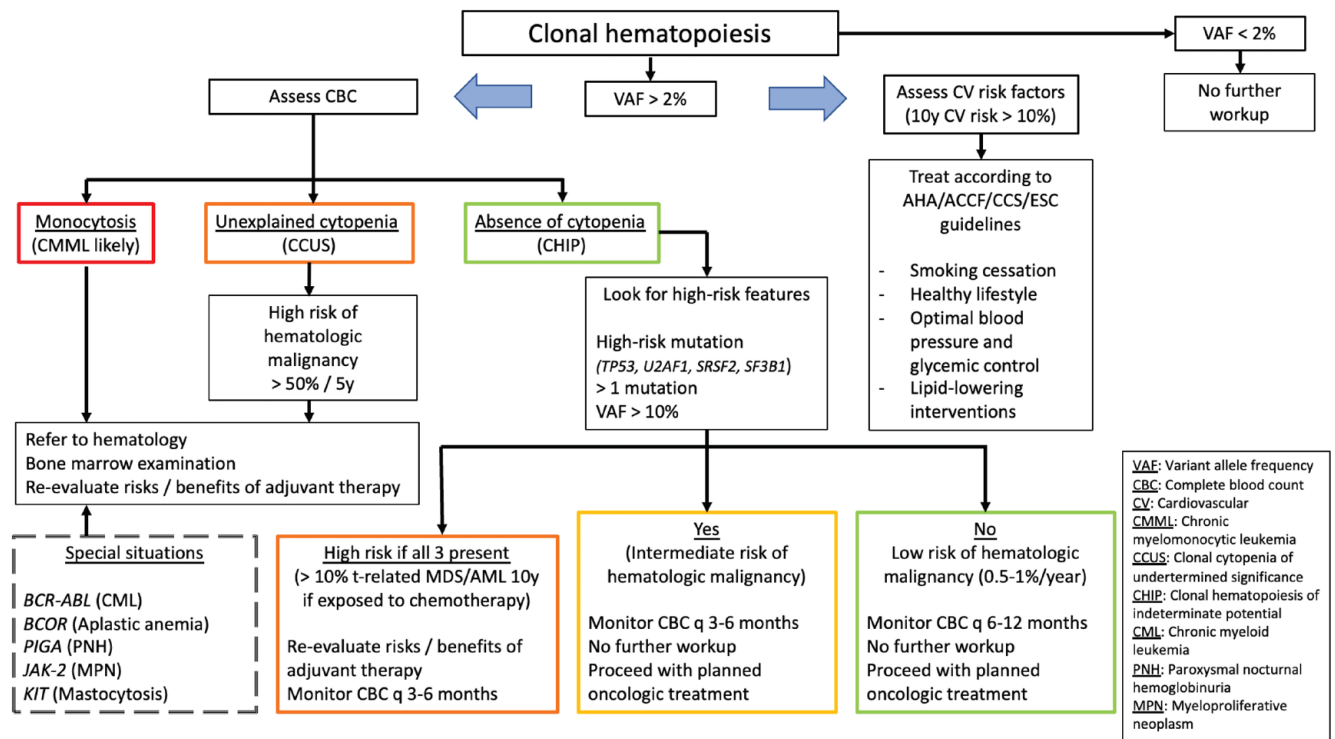 Clonal hematopoiesis
VAF < 2%
No further
workup
VAF > 2%
Assess CBC
Assess CV risk factors
(10y CV risk > 10%)
Treat according to
AHA/ACCF/CCS/ESC
guidelines
- Smoking cessation
- Healthy lifestyle
- Optimal blood
pressure and
glycemic control
- Lipid-lowering
interventions
Monocytosis
(CMML likely)
Unexplained cytopenia
(CCUS)
Absence of cytopenia
(CHIP)
High risk of
hematologic
malignancy
> 50% / 5y
Look for high-risk features
High-risk mutation
(TP53, U2AF1, SRSF2, SF3B1)
> 1 mutation
VAF > 10%
Refer to hematology
Bone marrow examination
Re-evaluate risks / benefits of adjuvant therapy
Special situations
BCR-ABL (CML)
BCOR (Aplastic anemia)
PIGA (PNH)
JAK-2 (MPN)
KIT (Mastocytosis)
High risk if all 3 present
(> 10% t-related MDS/AML 10y
if exposed to chemotherapy)
Re-evaluate risks / benefits of
adjuvant therapy
Monitor CBC q 3-6 months
Yes
(Intermediate risk of
hematologic malignancy)
Monitor CBC q 3-6 months
No further workup
Proceed with planned
oncologic treatment
No
Low risk of hematologic
malignancy (0.5-1%/year)
Monitor CBC q 6-12 months
No further workup
Proceed with planned
oncologic treatment
VAF: Variant allele frequency
CBC: Complete blood count
CV: Cardiovascular
CMML: Chronic
myelomonocytic leukemia
CCUS: Clonal cytopenia of
undertermined significance
CHIP: Clonal hematopoiesis of
indeterminate potential
CML: Chronic myeloid
leukemia
PNH: Paroxysmal nocturnal
hemoglobinuria
MPN: Myeloproliferative
neoplasm